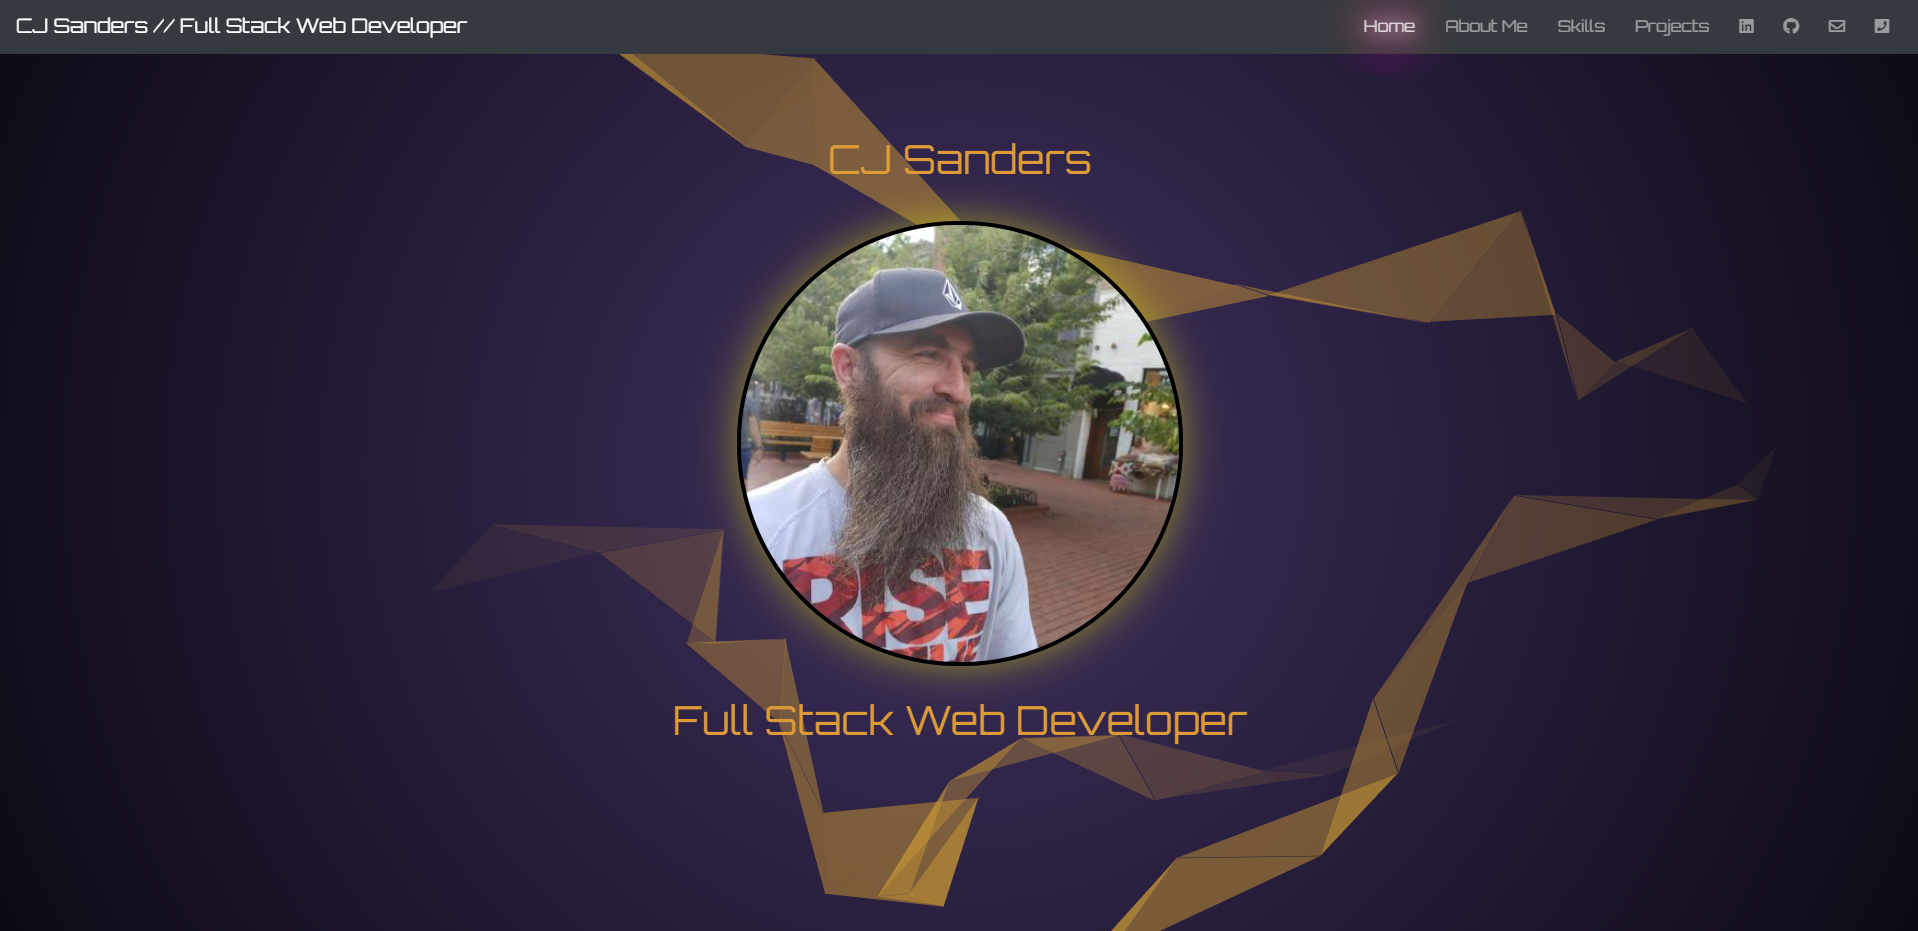 CJ Sanders // Full Stack Web Developer
Home About Me Skills Projects
CJ Sanders
RISE
Full Stack Web Developer